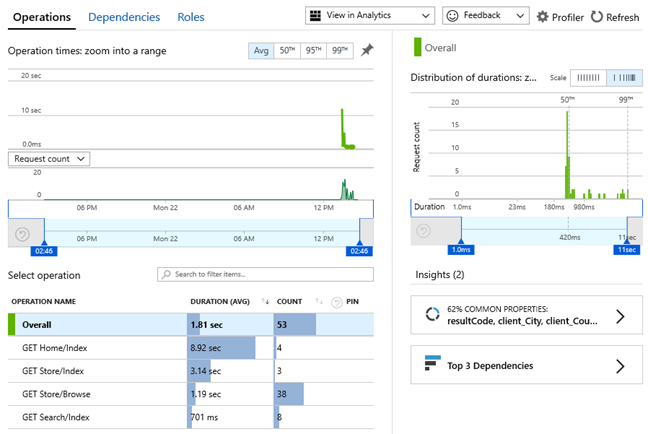 Operations Dependencies Roles
View in Analytics Feedback Profiler Refresh
Operation times: zoom into a range
Avg 50TH 95TH 99TH
20 sec
10 sec
0.0ms
Request count
20
0
06 PM Mon 22 06 AM 12 PM
06 PM Mon 22 06 AM 12 PM
02:46 02:46
Select operation
Search to filter items...
OPERATION NAME DURATION (AVG) COUNT PIN
Overall 1.81 sec 53
GET Home/Index 8.92 sec 4
GET Store/Index 3.14 sec 3
GET Store/Browse 1.19 sec 38
GET Search/Index 701 ms 8
Overall
Distribution of durations: z... Scale
50TH 99TH
Request count
20
15
10
5
0
Duration 1.0ms 23ms 180ms 980ms
420ms 11sec
1.0ms 11sec
Insights (2)
62% COMMON PROPERTIES:
resultCode, client_City, client_Cou...
Top 3 Dependencies